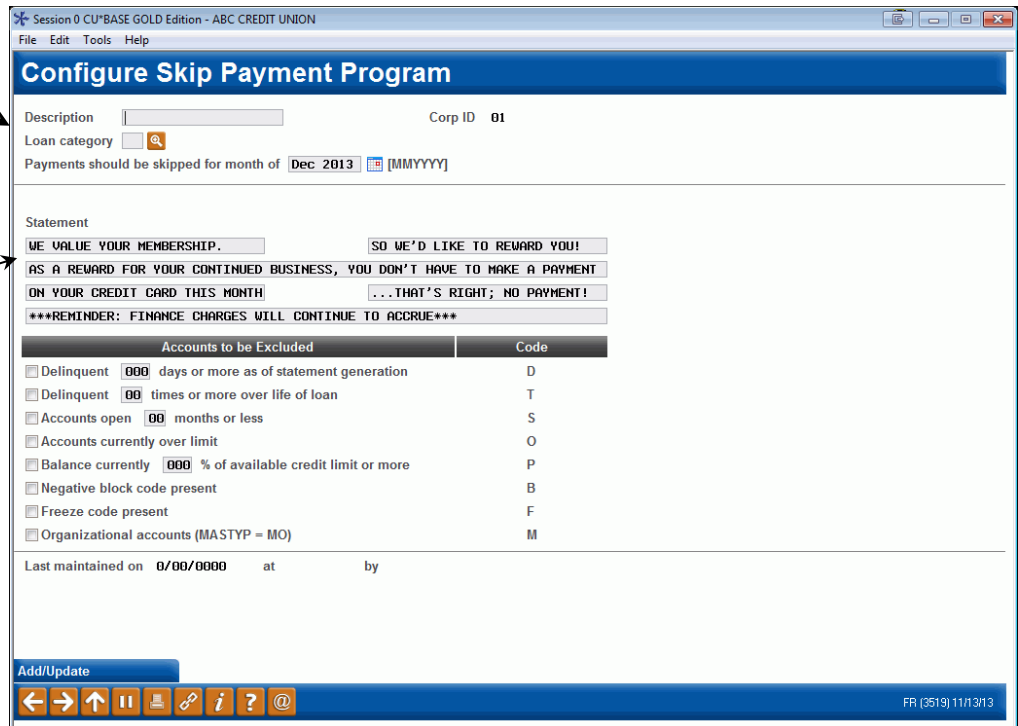 Session 0 CU*BASE GOLD Edition - ABC CREDIT UNION
File Edit Tools Help
Configure Skip Payment Program
Description Corp ID 01
Loan category
Payments should be skipped for month of Dec 2013 [MMYYYY]
Statement
WE VALUE YOUR MEMBERSHIP. SO WE'D LIKE TO REWARD YOU!
AS A REWARD FOR YOUR CONTINUED BUSINESS, YOU DON'T HAVE TO MAKE A PAYMENT
ON YOUR CREDIT CARD THIS MONTH ...THAT'S RIGHT; NO PAYMENT!
***REMINDER: FINANCE CHARGES WILL CONTINUE TO ACCRUE***
Accounts to be Excluded Code
Delinquent 000 days or more as of statement generation D
Delinquent 00 times or more over life of loan T
Accounts open 00 months or less S
Accounts currently over limit O
Balance currently 000 % of available credit limit or more P
Negative block code present B
Freeze code present F
Organizational accounts (MASTYP = MO) M
Last maintained on 0/00/0000 at by
Add/Update
FR (3519) 11/13/13